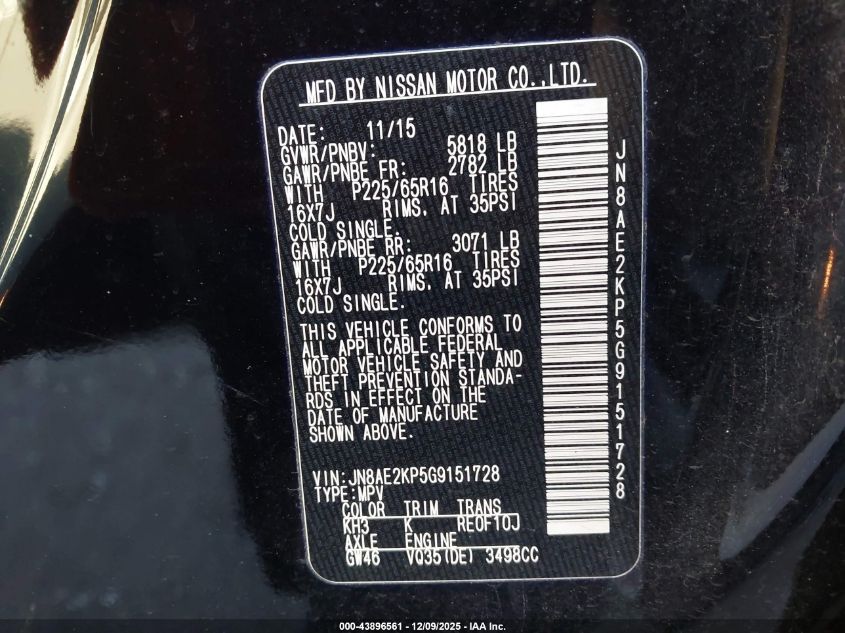 MFD BY NISSAN MOTOR CO.,LTD.
DATE: 11/15
GVWR/PNBV: 5818 LB
GAWR/PNBE FR: 2782 LB
WITH P225/65R16 TIRES
16X7J RIMS. AT 35PSI
COLD SINGLE.
GAWR/PNBE RR: 3071 LB
WITH P225/65R16 TIRES
16X7J RIMS. AT 35PSI
COLD SINGLE.
THIS VEHICLE CONFORMS TO
ALL APPLICABLE FEDERAL
MOTOR VEHICLE SAFETY AND
THEFT PREVENTION STANDA-
RDS IN EFFECT ON THE
DATE OF MANUFACTURE
SHOWN ABOVE.
VIN:JN8AE2KP5G9151728
TYPE:MPV
COLOR TRIM TRANS
KH3 K RE0F10J
AXLE ENGINE
GW46 VQ35(DE) 3498CC
JN8AE2KP5G9151728
000-43896561 - 12/09/2025 - IAA Inc.